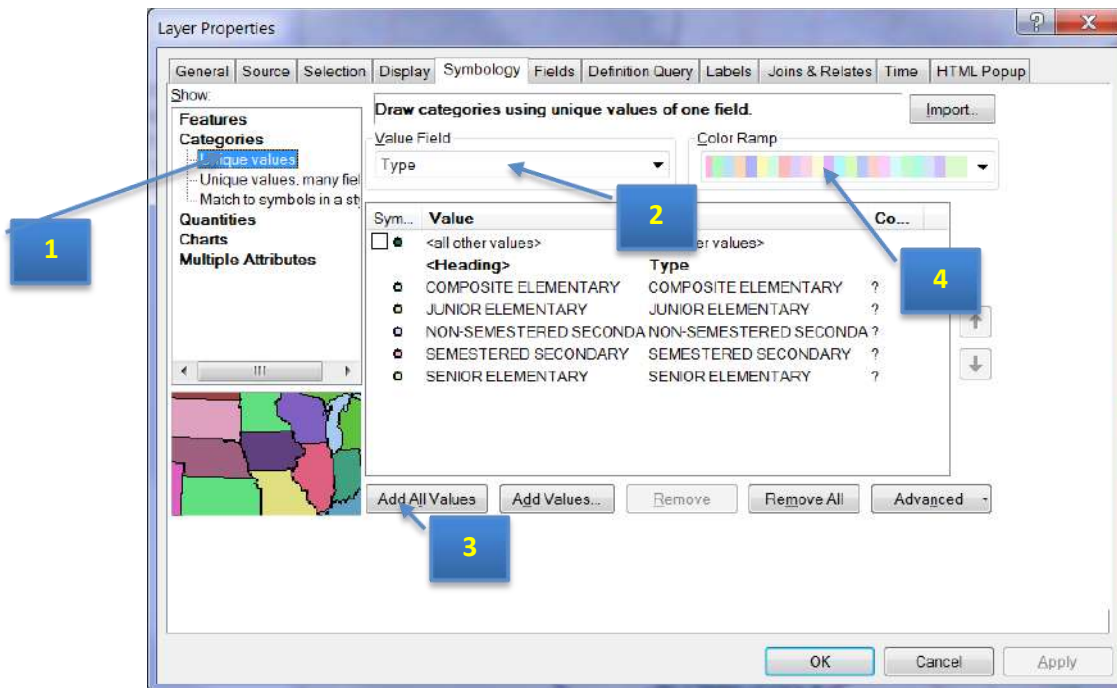 Layer Properties
General Source Selection Display Symbology Fields Definition Query Labels Joins & Relates Time HTML Popup
Show:
Features
Categories
Unique values
Unique values, many fiel
Match to symbols in a st
Quantities
Charts
Multiple Attributes
Draw categories using unique values of one field.
Import...
Value Field
Type
Color Ramp
Sym... Value Co...
<all other values> er values>
<Heading> Type
COMPOSITE ELEMENTARY COMPOSITE ELEMENTARY ?
JUNIOR ELEMENTARY JUNIOR ELEMENTARY ?
NON-SEMESTERED SECONDA NON-SEMESTERED SECONDA ?
SEMESTERED SECONDARY SEMESTERED SECONDARY ?
SENIOR ELEMENTARY SENIOR ELEMENTARY ?
Add All Values Add Values... Remove Remove All Advanced
OK Cancel Apply
1
2
3
4